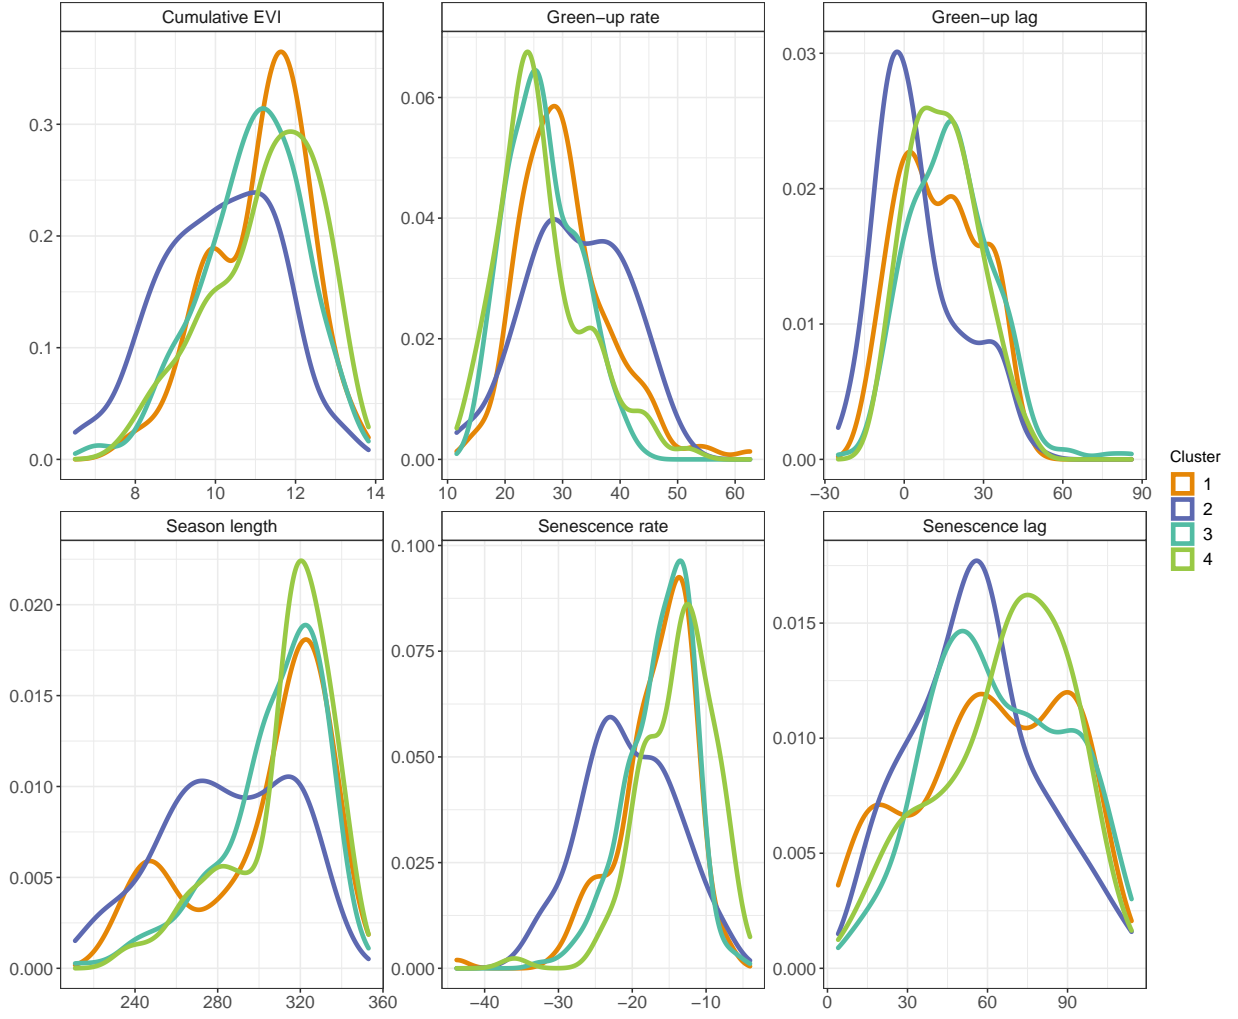 Cumulative EVI
Green−up rate
Green−up lag
0.3
0.2
0.1
0.0
8 10 12 14
0.06
0.04
0.02
0.00
10 20 30 40 50 60
0.03
0.02
0.01
0.00
−30 0 30 60 90
Cluster
1
2
3
4
Season length
Senescence rate
Senescence lag
0.020
0.015
0.010
0.005
0.000
240 280 320 360
0.100
0.075
0.050
0.025
0.000
−40 −30 −20 −10
0.015
0.010
0.005
0.000
0 30 60 90